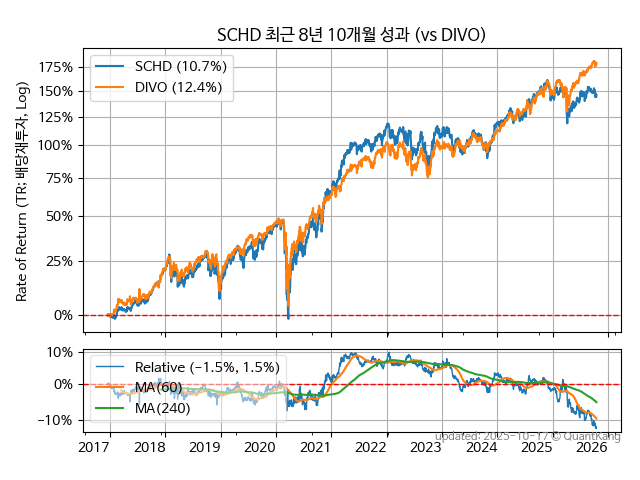 SCHD 최근 8년 10개월 성과 (vs DIVO)
Rate of Return (TR; 배당재투자, Log)
175%
150%
125%
100%
75%
50%
25%
0%
SCHD (10.7%)
DIVO (12.4%)
10%
0%
−10%
Relative (−1.5%, 1.5%)
MA(60)
MA(240)
2017 2018 2019 2020 2021 2022 2023 2024 2025 2026
updated: 2025-10-17 © QuantKang